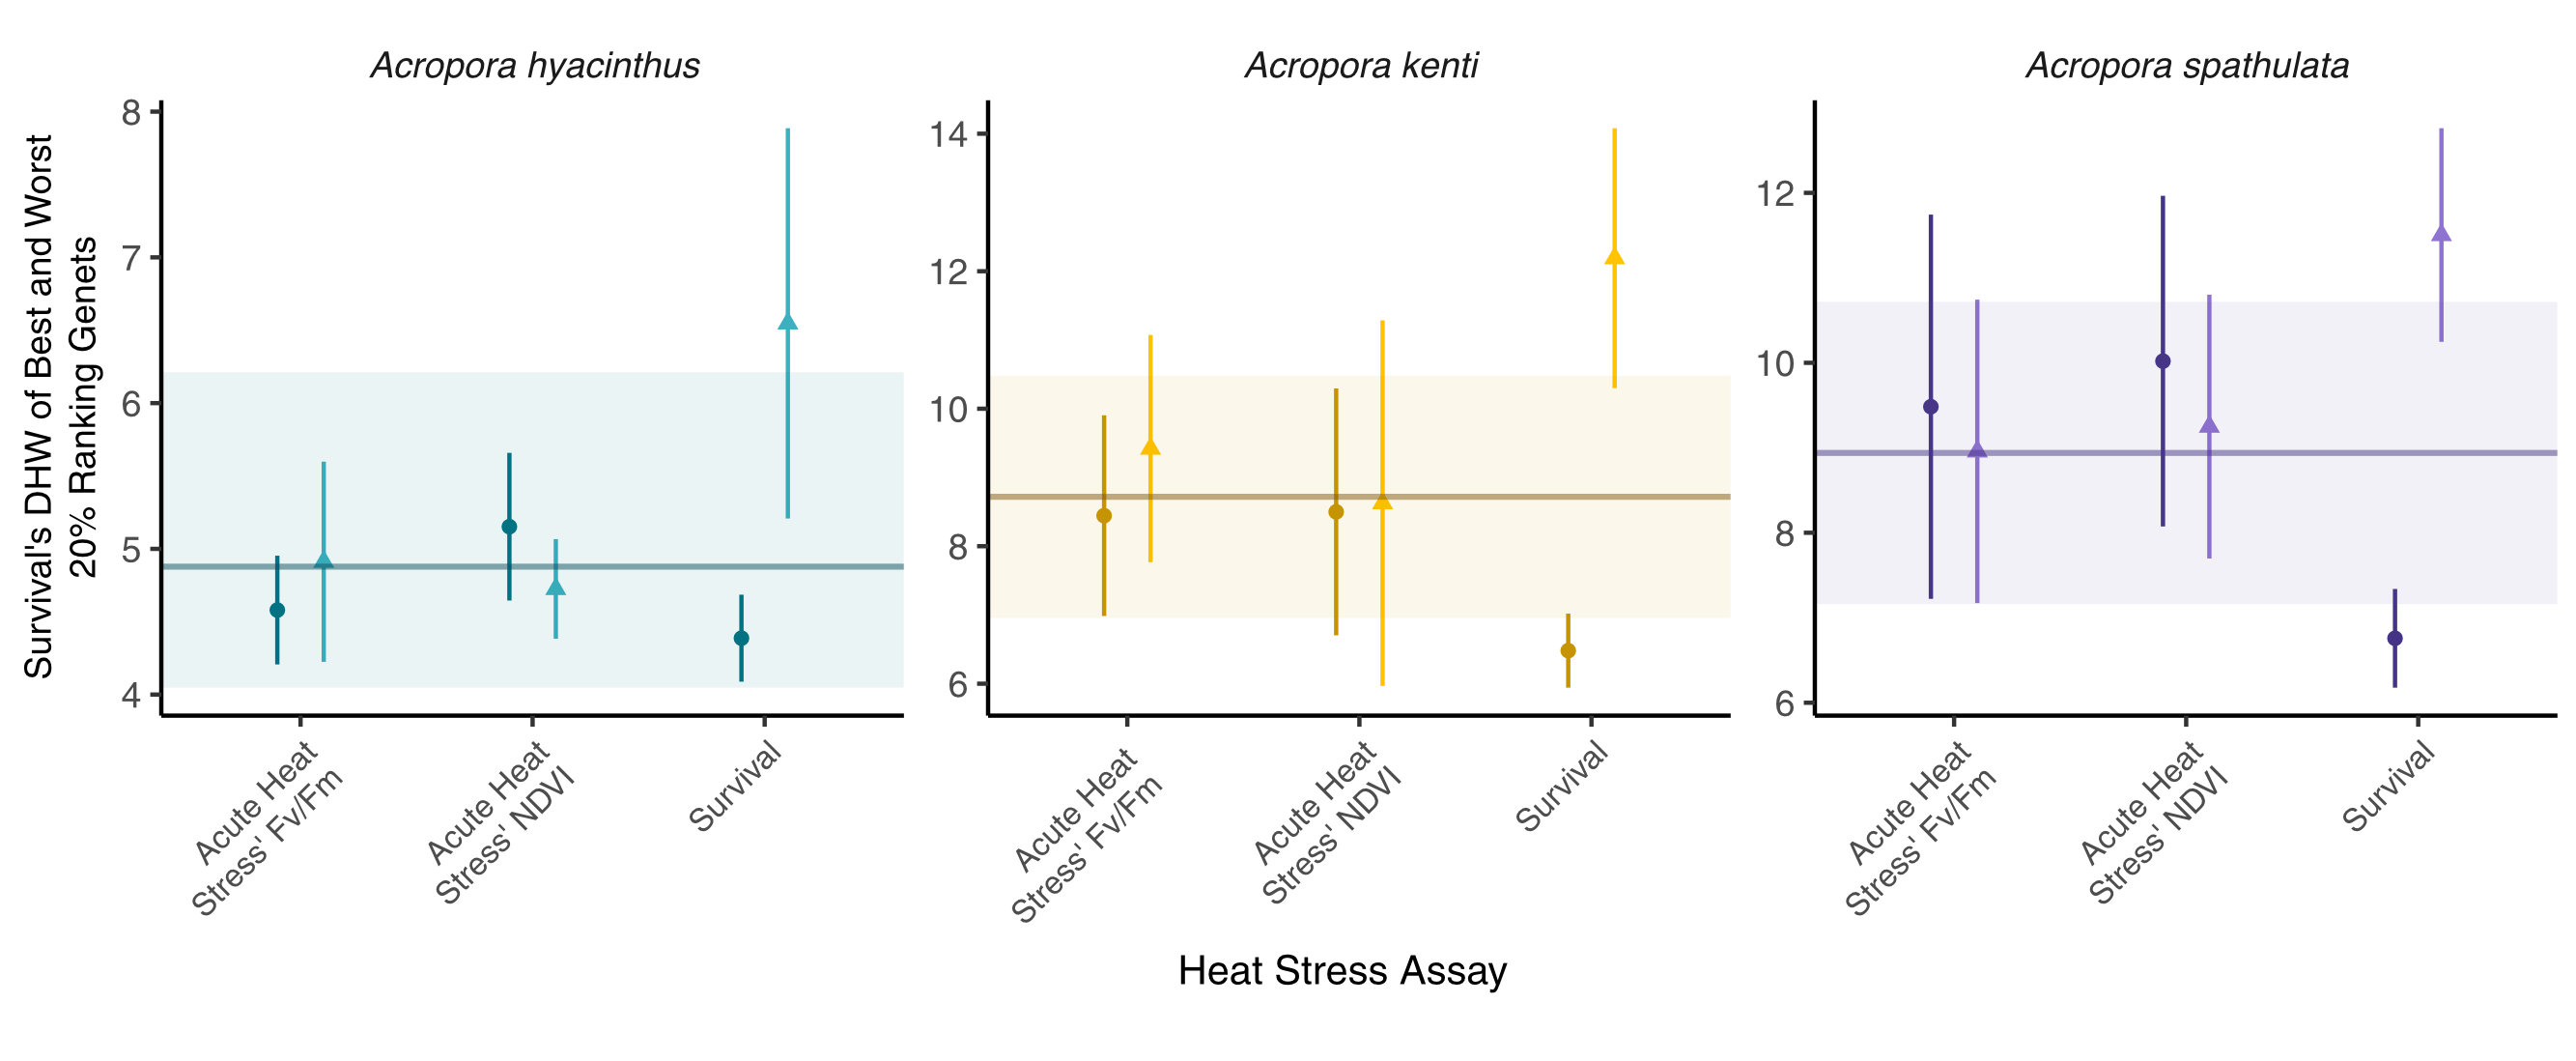 Acropora hyacinthus
Acropora kenti
Acropora spathulata
Survival's DHW of Best and Worst
20% Ranking Genets
8
7
6
5
4
14
12
10
8
6
12
10
8
6
Acute Heat
Stress' Fv/Fm
Acute Heat
Stress' NDVI
Survival
Acute Heat
Stress' Fv/Fm
Acute Heat
Stress' NDVI
Survival
Acute Heat
Stress' Fv/Fm
Acute Heat
Stress' NDVI
Survival
Heat Stress Assay